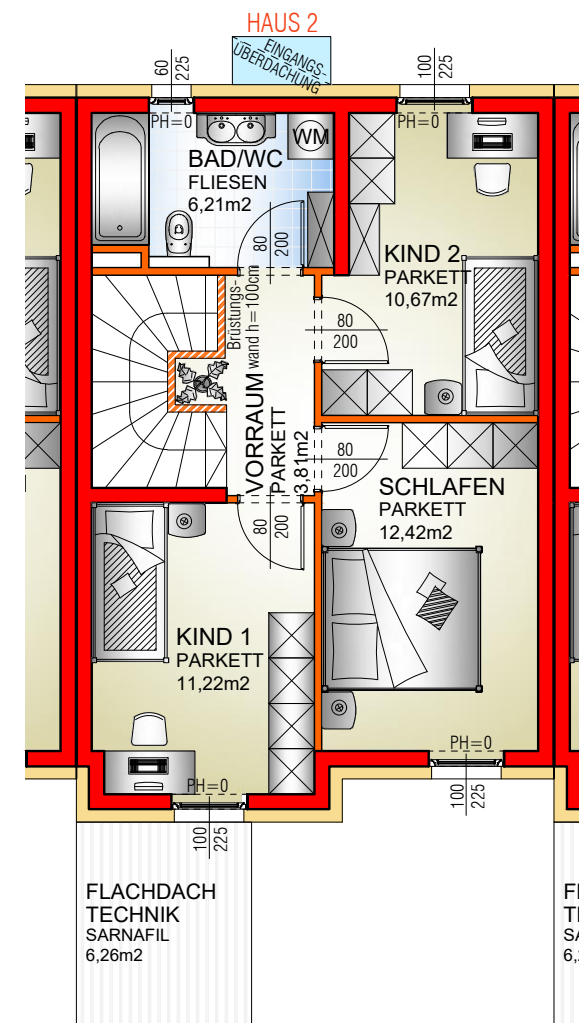 HAUS 2
EINGANGS-
ÜBERDACHUNG
60
225
100
225
PH=0
PH=0
WM
BAD/WC
FLIESEN
6,21m2
80
200
KIND 2
PARKETT
10,67m2
Brüstungs-
wand h=100cm
80
200
VORRAUM
PARKETT
3,81m2
80
200
SCHLAFEN
PARKETT
12,42m2
80
200
KIND 1
PARKETT
11,22m2
PH=0
PH=0
100
225
100
225
FLACHDACH
TECHNIK
SARNAFIL
6,26m2